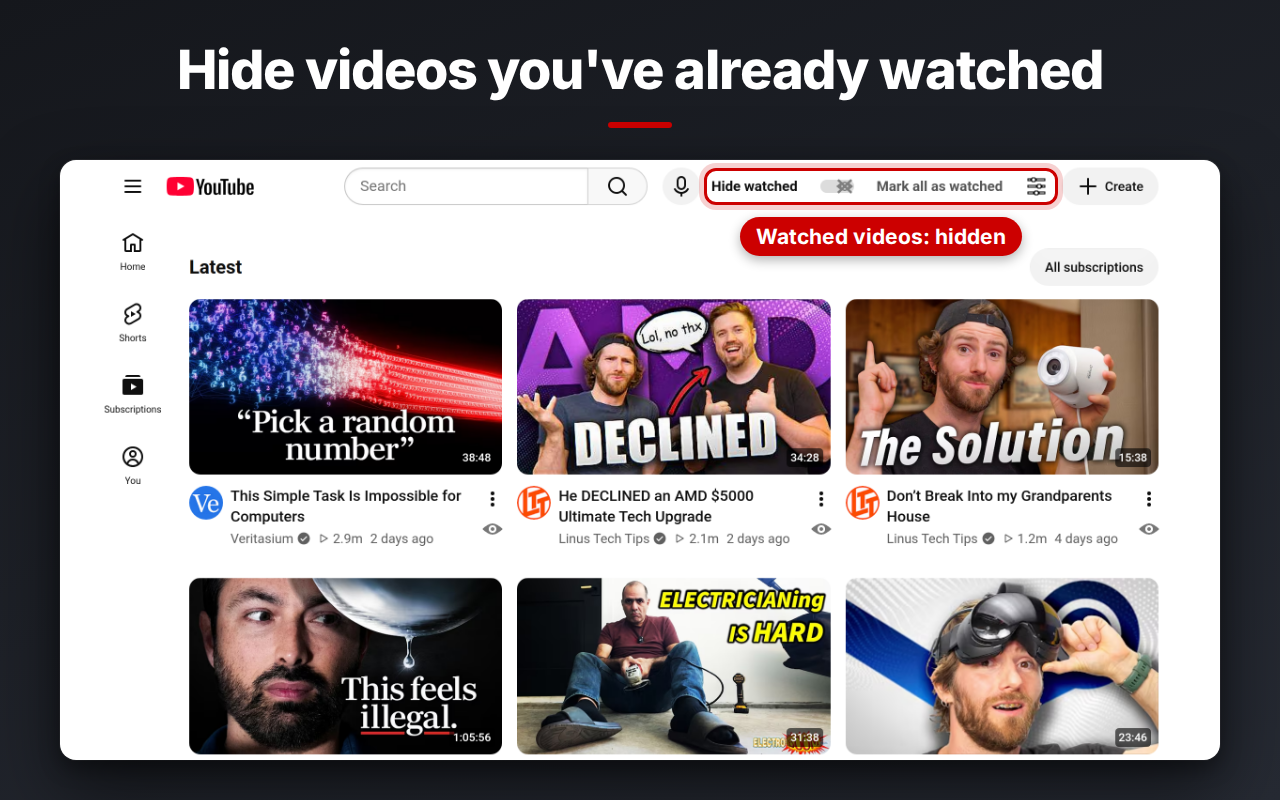 Hide videos you've already watched
YouTube
Search
Hide watched
Mark all as watched
Create
Watched videos: hidden
Home
Shorts
Subscriptions
You
Latest
All subscriptions
AMD
Lol, no thx
“Pick a random
number”
38:48
DECLINED
34:28
The Solution
15:38
Ve
This Simple Task Is Impossible for
Computers
Veritasium 2.9m 2 days ago
LTT
He DECLINED an AMD $5000
Ultimate Tech Upgrade
Linus Tech Tips 2.1m 2 days ago
LTT
Don’t Break Into my Grandparents
House
Linus Tech Tips 1.2m 4 days ago
This feels
illegal.
1:05:56
ELECTRICIANing
IS HARD
31:38
23:46